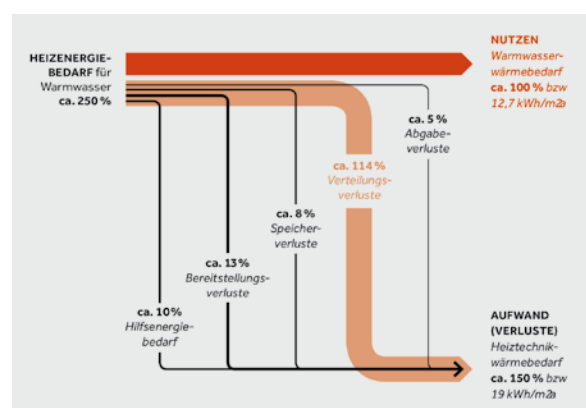 HEIZENERGIE-
BEDARF für
Warmwasser
ca. 250 %
NUTZEN
Warmwasser-
wärmebedarf
ca. 100 % bzw
12,7 kWh/m2a
ca. 5 %
Abgabe-
verluste
ca. 114 %
Verteilungs-
verluste
ca. 8 %
Speicher-
verluste
ca. 13 %
Bereitstellungs-
verluste
ca. 10 %
Hilfsenergie-
bedarf
AUFWAND
(VERLUSTE)
Heiztechnik-
wärmebedarf
ca. 150 % bzw
19 kWh/m2a